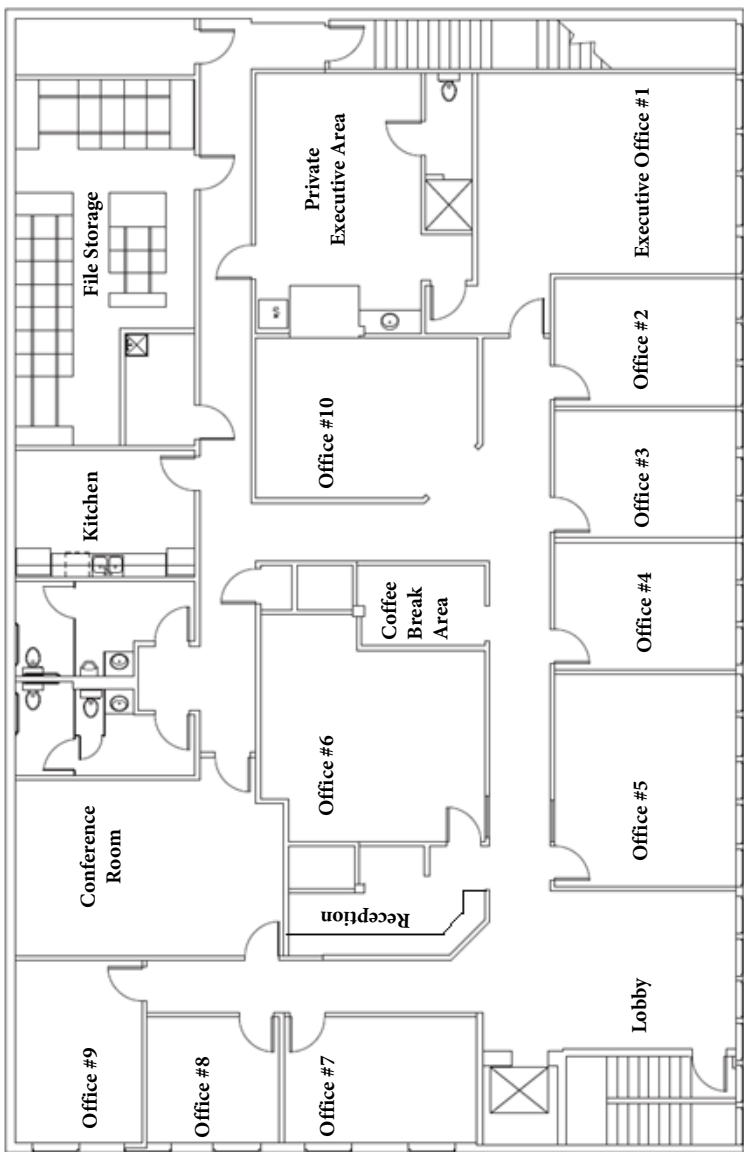 File Storage
Private
Executive Area
Executive Office #1
Office #2
Office #10
Office #3
Kitchen
Coffee
Break
Area
Office #4
Office #6
Office #5
Conference
Room
Reception
Lobby
Office #9
Office #8
Office #7